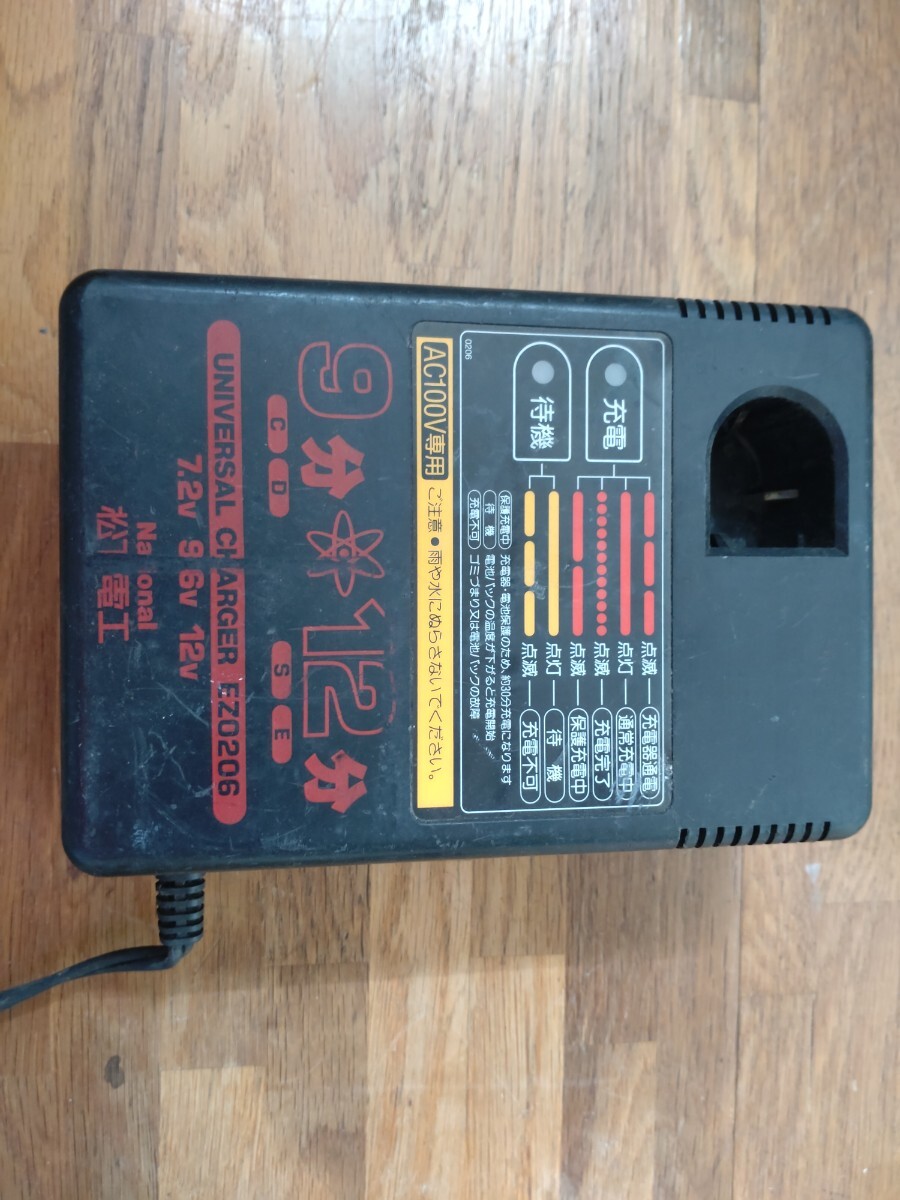 充電
点滅 充電器通電
点灯 通常充電中
点滅 充電完了
点滅 保護充電中
待機
点灯 待機
点滅 充電不可
保護充電中 充電器・電池保護のため、約30分充電になります
待機 電池パックの温度が下がると充電開始
充電不可 ゴミづまり又は電池パックの故障
0206
AC100V専用 ご注意・雨や水にぬらさないでください。
9分 12分
C D S E
UNIVERSAL CHARGER EZ0206
7.2v 9 6v 12v
Na onal
松 電工